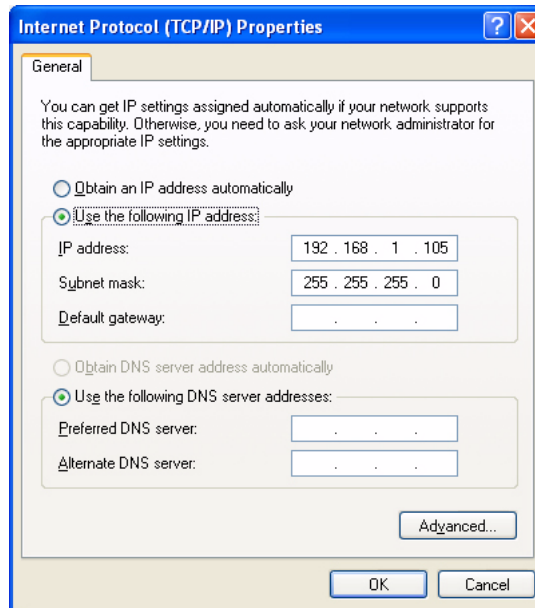 Internet Protocol (TCP/IP) Properties
General
You can get IP settings assigned automatically if your network supports
this capability. Otherwise, you need to ask your network administrator for
the appropriate IP settings.
Obtain an IP address automatically
Use the following IP address:
IP address: 192 . 168 . 1 . 105
Subnet mask: 255 . 255 . 255 . 0
Default gateway: . . .
Obtain DNS server address automatically
Use the following DNS server addresses:
Preferred DNS server: . . .
Alternate DNS server: . . .
Advanced...
OK Cancel